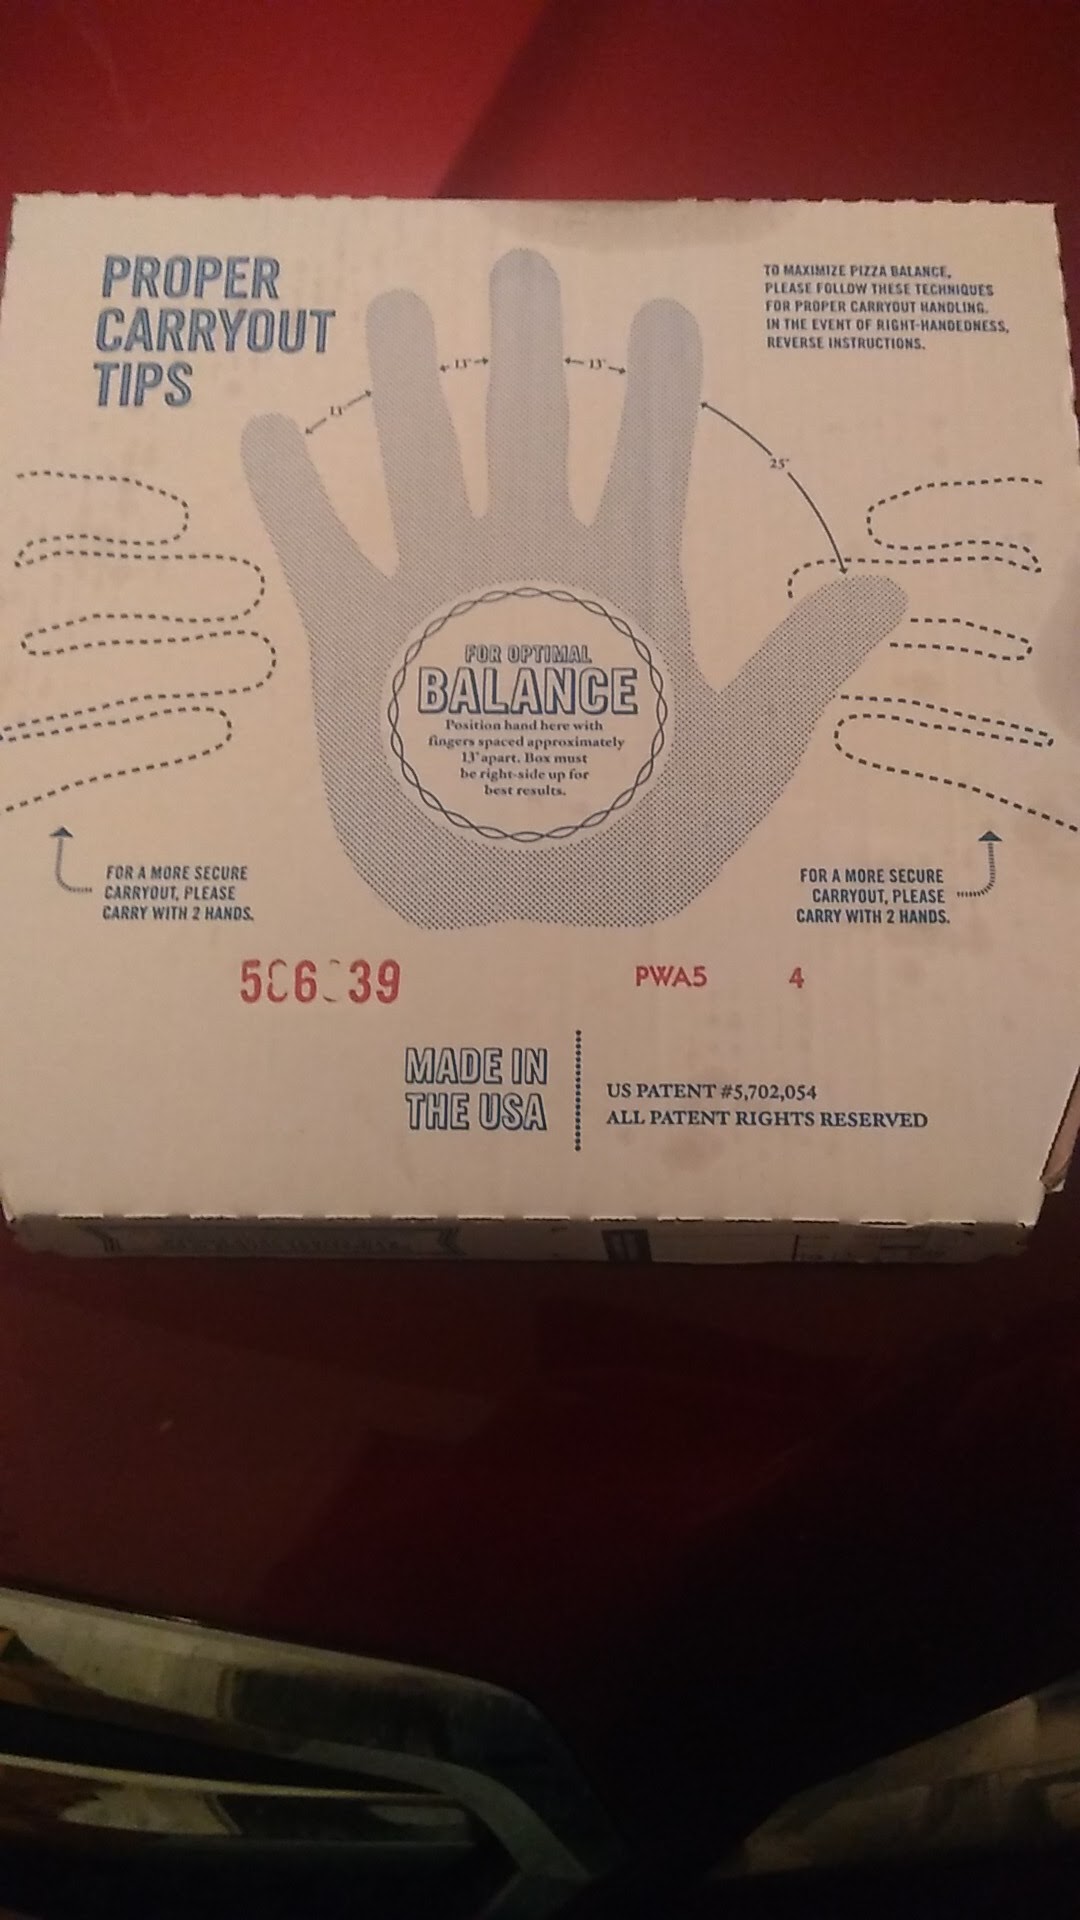 PROPER
CARRYOUT
TIPS
TO MAXIMIZE PIZZA BALANCE,
PLEASE FOLLOW THESE TECHNIQUES
FOR PROPER CARRYOUT HANDLING.
IN THE EVENT OF RIGHT-HANDEDNESS,
REVERSE INSTRUCTIONS.
13°
13°
13°
25°
FOR OPTIMAL
BALANCE
Position hand here with
fingers spaced approximately
13° apart. Box must
be right-side up for
best results.
FOR A MORE SECURE
CARRYOUT, PLEASE
CARRY WITH 2 HANDS.
FOR A MORE SECURE
CARRYOUT, PLEASE
CARRY WITH 2 HANDS.
PWA5 4
MADE IN
THE USA
US PATENT #5,702,054
ALL PATENT RIGHTS RESERVED